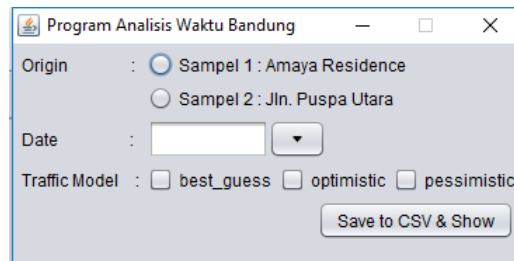 Program Analisis Waktu Bandung
Origin : Sampel 1 : Amaya Residence
Sampel 2 : Jln. Puspa Utara
Date :
Traffic Model : best_guess optimistic pessimistic
Save to CSV & Show